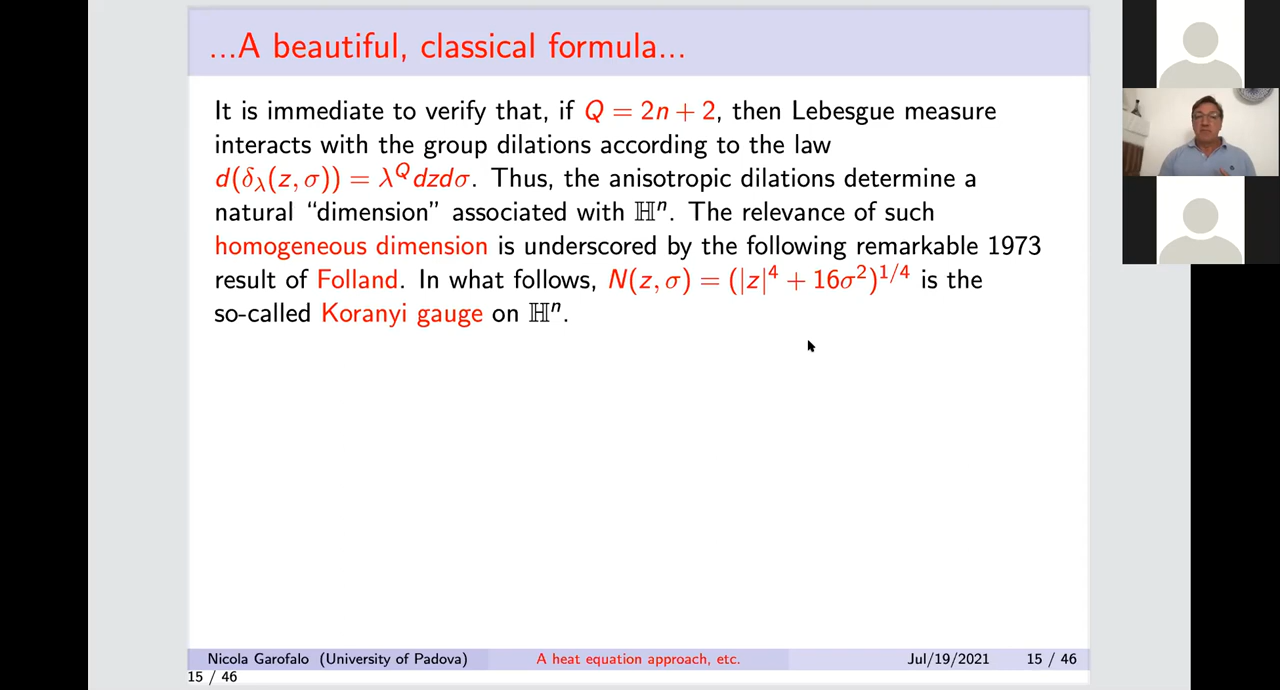 ...A beautiful, classical formula...
It is immediate to verify that, if Q = 2n + 2, then Lebesgue measure
interacts with the group dilations according to the law
d(δ_λ(z, σ)) = λ^Q dzdσ. Thus, the anisotropic dilations determine a
natural “dimension” associated with ℍⁿ. The relevance of such
homogeneous dimension is underscored by the following remarkable 1973
result of Folland. In what follows, N(z, σ) = (|z|⁴ + 16σ²)^{1/4} is the
so-called Koranyi gauge on ℍⁿ.
Nicola Garofalo (University of Padova) A heat equation approach, etc. Jul/19/2021 15 / 46
15 / 46